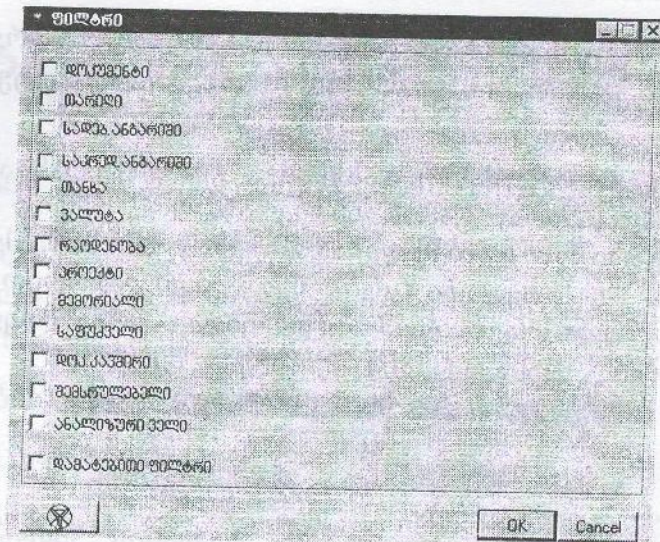 * ფილტრი
დოკუმენტი
თარიღი
სადებ.ანგარიში
საკრედ.ანგარიში
თანხა
ვალუტა
რაოდენობა
პროექტი
მემორიალი
საფუძველი
დოკ.კავშირი
შემსრულებელი
ანალიზური ველი
დამატებითი ფილტრი
OK
Cancel